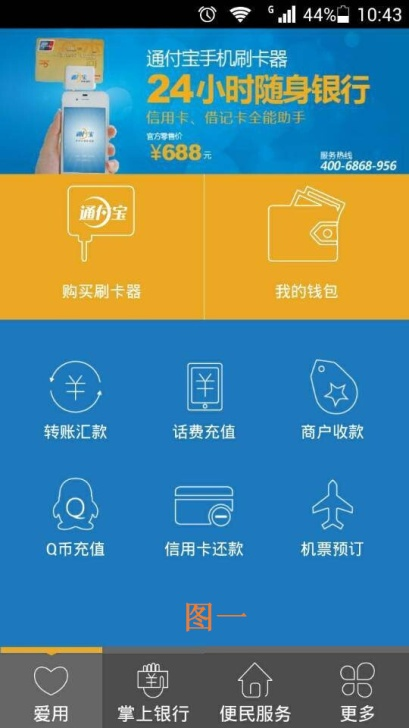 G 44% 10:43
通付宝手机刷卡器
24小时随身银行
信用卡、借记卡全能助手
官方零售价
¥688元
服务热线
400-6868-956
通付宝
通付宝
购买刷卡器
我的钱包
¥
¥
转账汇款
话费充值
商户收款
Q
Q币充值
信用卡还款
机票预订
图一
¥
爱用
掌上银行
便民服务
更多